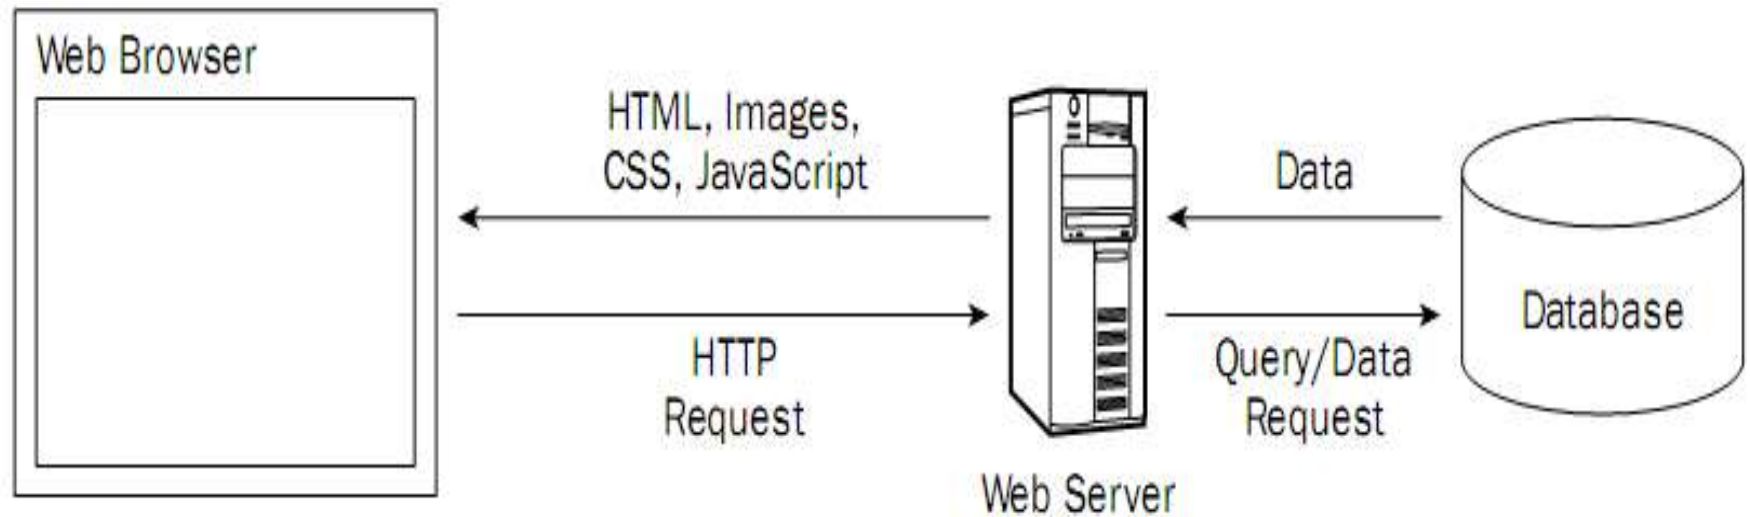 Web Browser
HTML, Images,
CSS, JavaScript
HTTP
Request
Web Server
Data
Query/Data
Request
Database